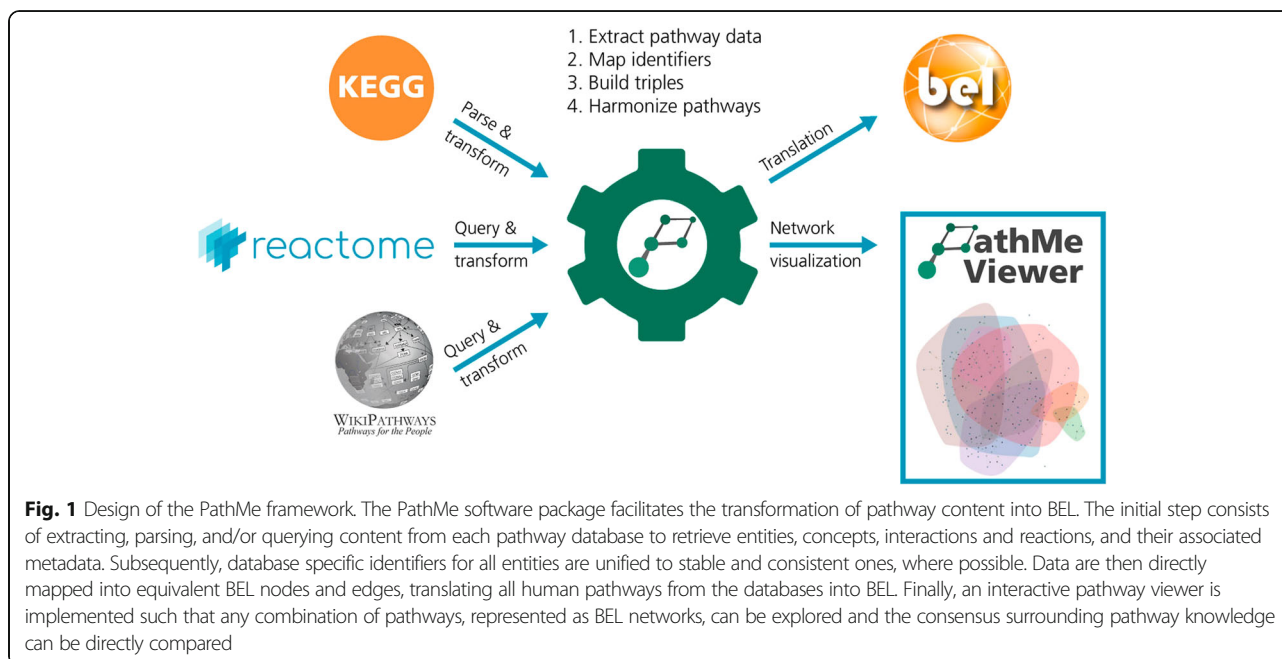 1. Extract pathway data
2. Map identifiers
3. Build triples
4. Harmonize pathways
KEGG
Parse &
transform
bel
Translation
reactome
Query &
transform
Network
visualization
PathMe
Viewer
Query &
transform
WIKIPATHWAYS
Pathways for the People
Fig. 1 Design of the PathMe framework. The PathMe software package facilitates the transformation of pathway content into BEL. The initial step consists
of extracting, parsing, and/or querying content from each pathway database to retrieve entities, concepts, interactions and reactions, and their associated
metadata. Subsequently, database specific identifiers for all entities are unified to stable and consistent ones, where possible. Data are then directly
mapped into equivalent BEL nodes and edges, translating all human pathways from the databases into BEL. Finally, an interactive pathway viewer is
implemented such that any combination of pathways, represented as BEL networks, can be explored and the consensus surrounding pathway knowledge
can be directly compared